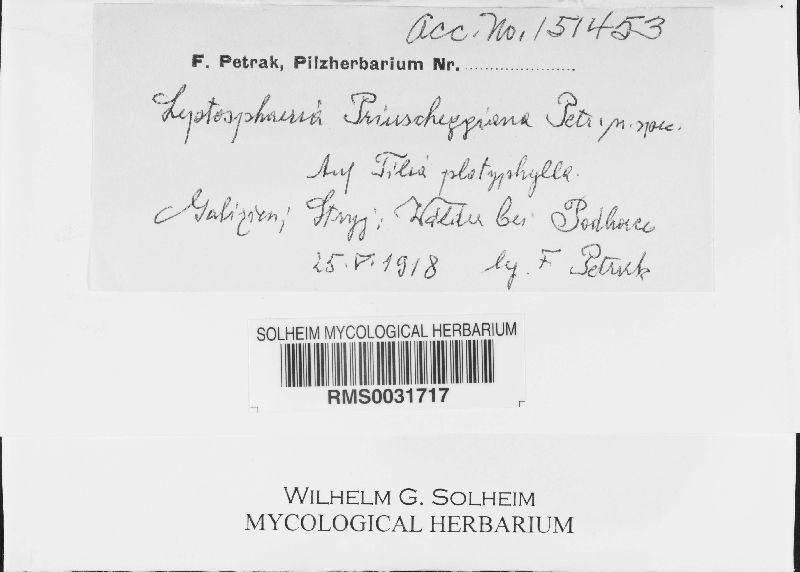 Acc. No. 151453
F. Petrak, Pilzherbarium Nr. ......................
Leptosphaeria Priuscheggiana Petr. n. spec.
Auf Tilia platyphylla.
Galizien; Stryj; Wälder bei Podhorce
25. V. 1918 lg. F Petrak
SOLHEIM MYCOLOGICAL HERBARIUM
RMS0031717
WILHELM G. SOLHEIM
MYCOLOGICAL HERBARIUM